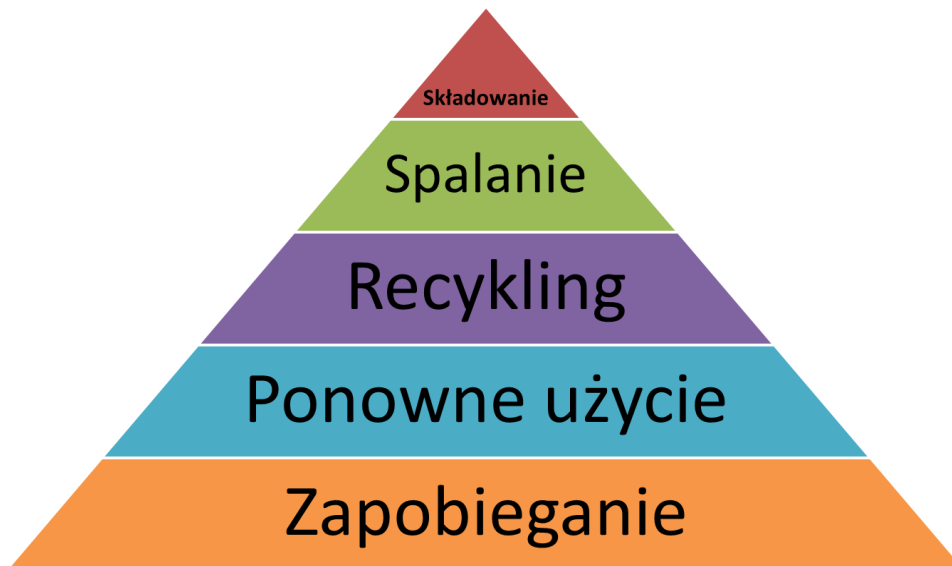 Składowanie
Spalanie
Recykling
Ponowne użycie
Zapobieganie